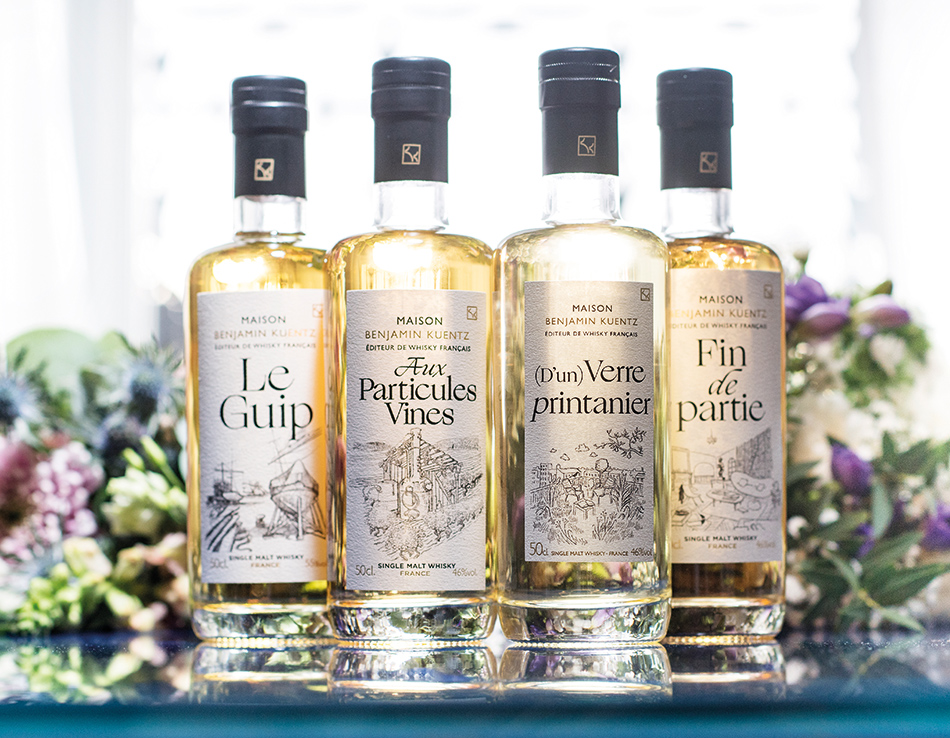 MAISON
BENJAMIN KUENTZ
ÉDITEUR DE WHISKY FRANÇAIS
Le
Guip
50cl.
SINGLE MALT WHISKY
FRANCE
MAISON
BENJAMIN KUENTZ
ÉDITEUR DE WHISKY FRANÇAIS
Aux
Particules
Vines
50cl.
SINGLE MALT WHISKY
FRANCE
46%vol.
MAISON
BENJAMIN KUENTZ
ÉDITEUR DE WHISKY FRANÇAIS
(D'un) Verre
printanier
50cl. SINGLE MALT WHISKY - FRANCE 46%vol.
MAISON
BENJAMIN KUENTZ
ÉDITEUR DE WHISKY FRANÇAIS
Fin
de
partie
SINGLE MALT WHISKY
FRANCE
46%vol.